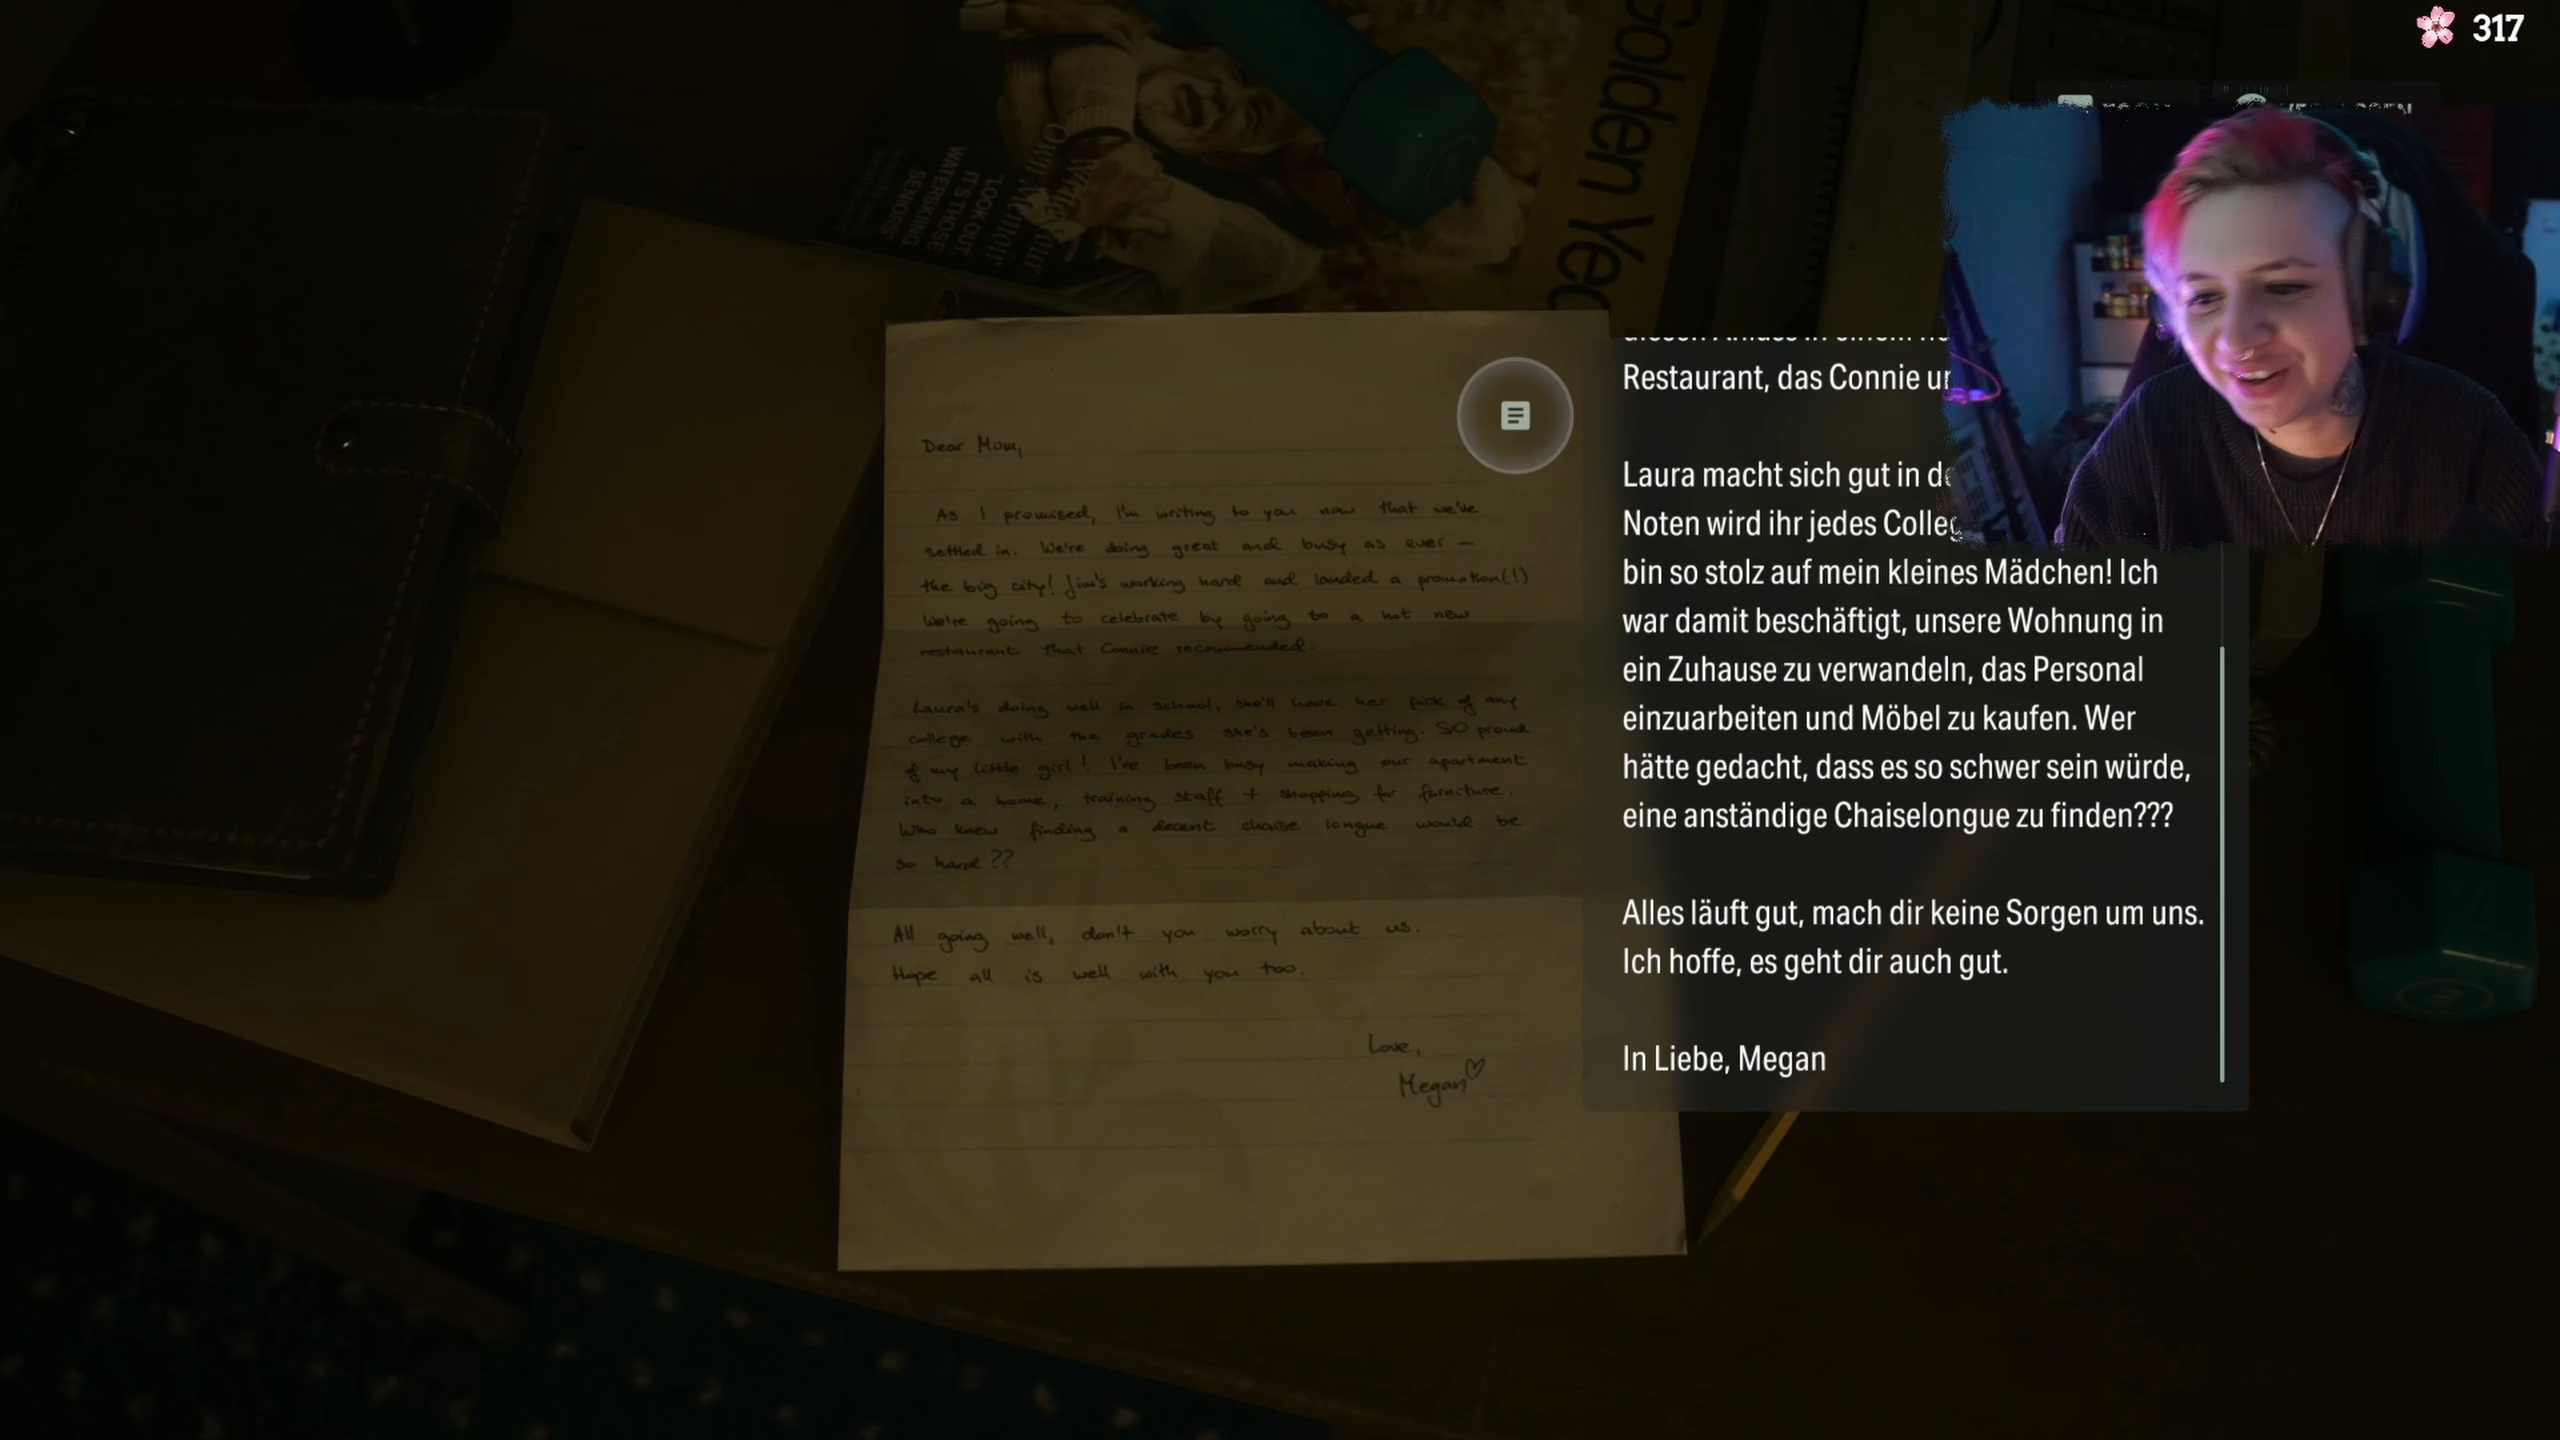 317
Golden Yea
Own Memoir
"LOOK OUT,
IT'S THOSE
WATERSKIING
SENIORS"
Dear Mom,
As I promised, I'm writing to you now that we've
settled in. We're doing great and busy as ever –
the big city! Jim's working hard and landed a promotion(!)
We're going to celebrate by going to a hot new
restaurant that Connie recommended.
Laura's doing well in school, she'll have her pick of any
college with the grades she's been getting. SO proud
of my little girl! I've been busy making our apartment
into a home, training staff + shopping for furniture.
Who knew finding a decent chaise longue would be
so hard??
All going well, don't you worry about us.
Hope all is well with you too.
Love,
Megan
Restaurant, das Connie
Laura macht sich gut in
Noten wird ihr jedes
bin so stolz auf mein kleines Mädchen! Ich
war damit beschäftigt, unsere Wohnung in
ein Zuhause zu verwandeln, das Personal
einzuarbeiten und Möbel zu kaufen. Wer
hätte gedacht, dass es so schwer sein würde,
eine anständige Chaiselongue zu finden???
Alles läuft gut, mach dir keine Sorgen um uns.
Ich hoffe, es geht dir auch gut.
In Liebe, Megan